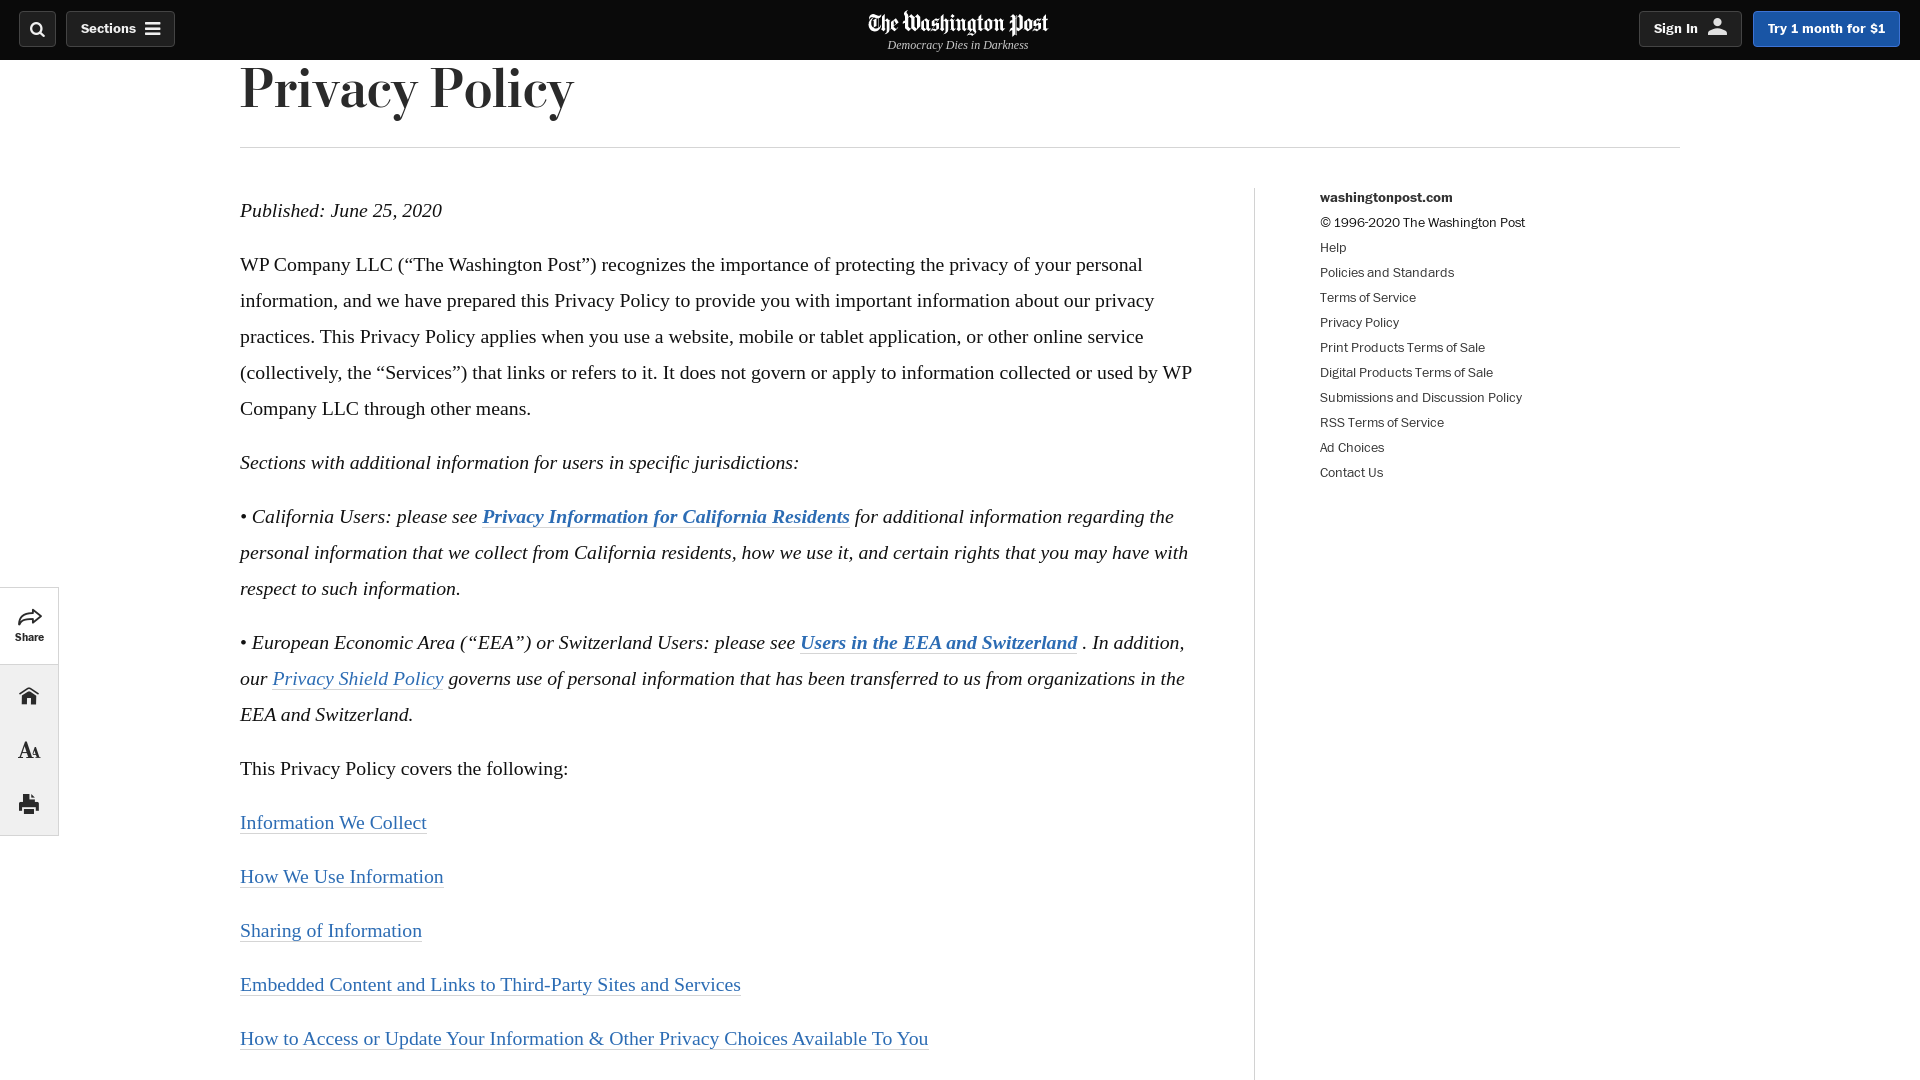 Sections
The Washington Post
Democracy Dies in Darkness
Sign In
Try 1 month for $1
Privacy Policy
Published: June 25, 2020
WP Company LLC (“The Washington Post”) recognizes the importance of protecting the privacy of your personal
information, and we have prepared this Privacy Policy to provide you with important information about our privacy
practices. This Privacy Policy applies when you use a website, mobile or tablet application, or other online service
(collectively, the “Services”) that links or refers to it. It does not govern or apply to information collected or used by WP
Company LLC through other means.
Sections with additional information for users in specific jurisdictions:
• California Users: please see Privacy Information for California Residents for additional information regarding the
personal information that we collect from California residents, how we use it, and certain rights that you may have with
respect to such information.
• European Economic Area (“EEA”) or Switzerland Users: please see Users in the EEA and Switzerland . In addition,
our Privacy Shield Policy governs use of personal information that has been transferred to us from organizations in the
EEA and Switzerland.
This Privacy Policy covers the following:
Information We Collect
How We Use Information
Sharing of Information
Embedded Content and Links to Third-Party Sites and Services
How to Access or Update Your Information & Other Privacy Choices Available To You
washingtonpost.com
© 1996-2020 The Washington Post
Help
Policies and Standards
Terms of Service
Privacy Policy
Print Products Terms of Sale
Digital Products Terms of Sale
Submissions and Discussion Policy
RSS Terms of Service
Ad Choices
Contact Us
Share
AA